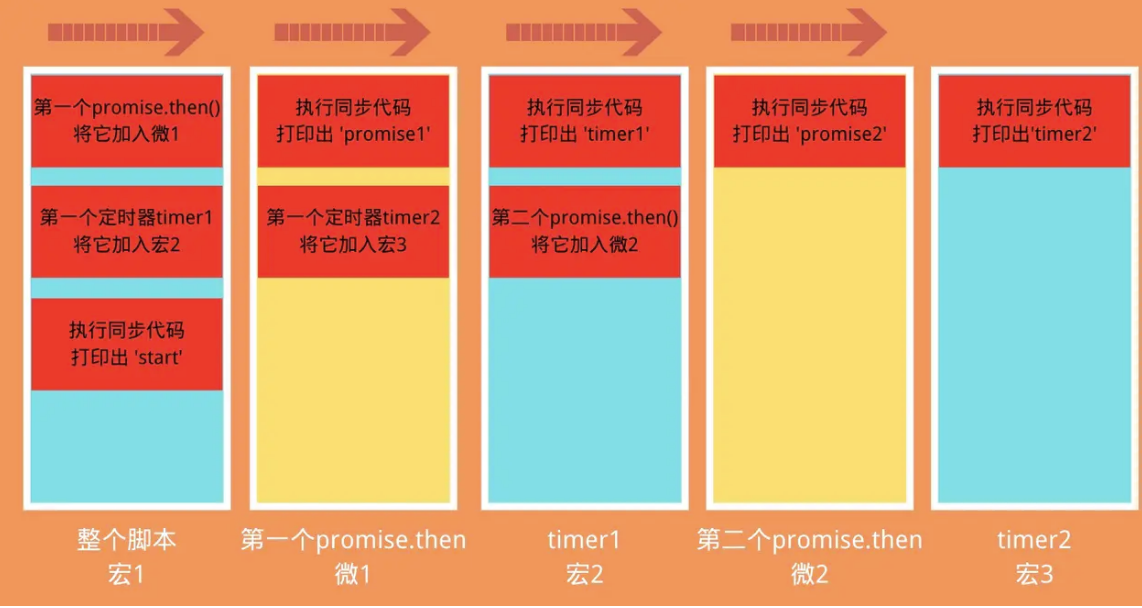 第一个promise.then()
将它加入微1
第一个定时器timer1
将它加入宏2
执行同步代码
打印出 'start'
整个脚本
宏1
执行同步代码
打印出 'promise1'
第一个定时器timer2
将它加入宏3
第一个promise.then
微1
执行同步代码
打印出 'timer1'
第二个promise.then()
将它加入微2
timer1
宏2
执行同步代码
打印出 'promise2'
第二个promise.then
微2
执行同步代码
打印出'timer2'
timer2
宏3